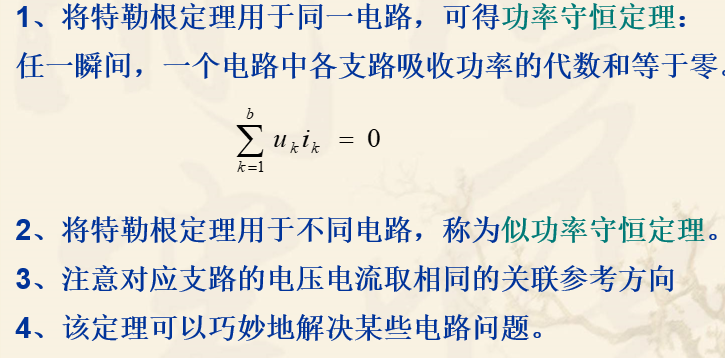 1、将特勒根定理用于同一电路，可得功率守恒定理：
任一瞬间，一个电路中各支路吸收功率的代数和等于零。
b
∑ u_k i_k = 0
k=1
2、将特勒根定理用于不同电路，称为似功率守恒定理。
3、注意对应支路的电压电流取相同的关联参考方向
4、该定理可以巧妙地解决某些电路问题。